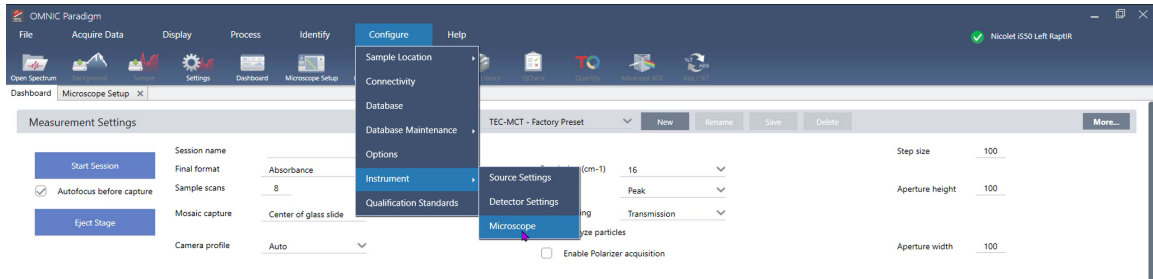 OMNIC Paradigm
File Acquire Data Display Process Identify Configure Help
Nicolet iS50 Left RaptIR
Open Spectrum Background Sample Settings Dashboard Microscope Setup Library QCheck Quantify Advanced ATR Abs / %T
Dashboard Microscope Setup
Sample Location
Connectivity
Database
Database Maintenance
Options
Instrument
Qualification Standards
Source Settings
Detector Settings
Microscope
Measurement Settings TEC-MCT - Factory Preset New Rename Save Delete More...
Start Session
Autofocus before capture
Eject Stage
Session name
Final format Absorbance
Sample scans 8
Mosaic capture Center of glass slide
Camera profile Auto
(cm-1) 16
Peak
Transmission
particles
Enable Polarizer acquisition
Step size 100
Aperture height 100
Aperture width 100